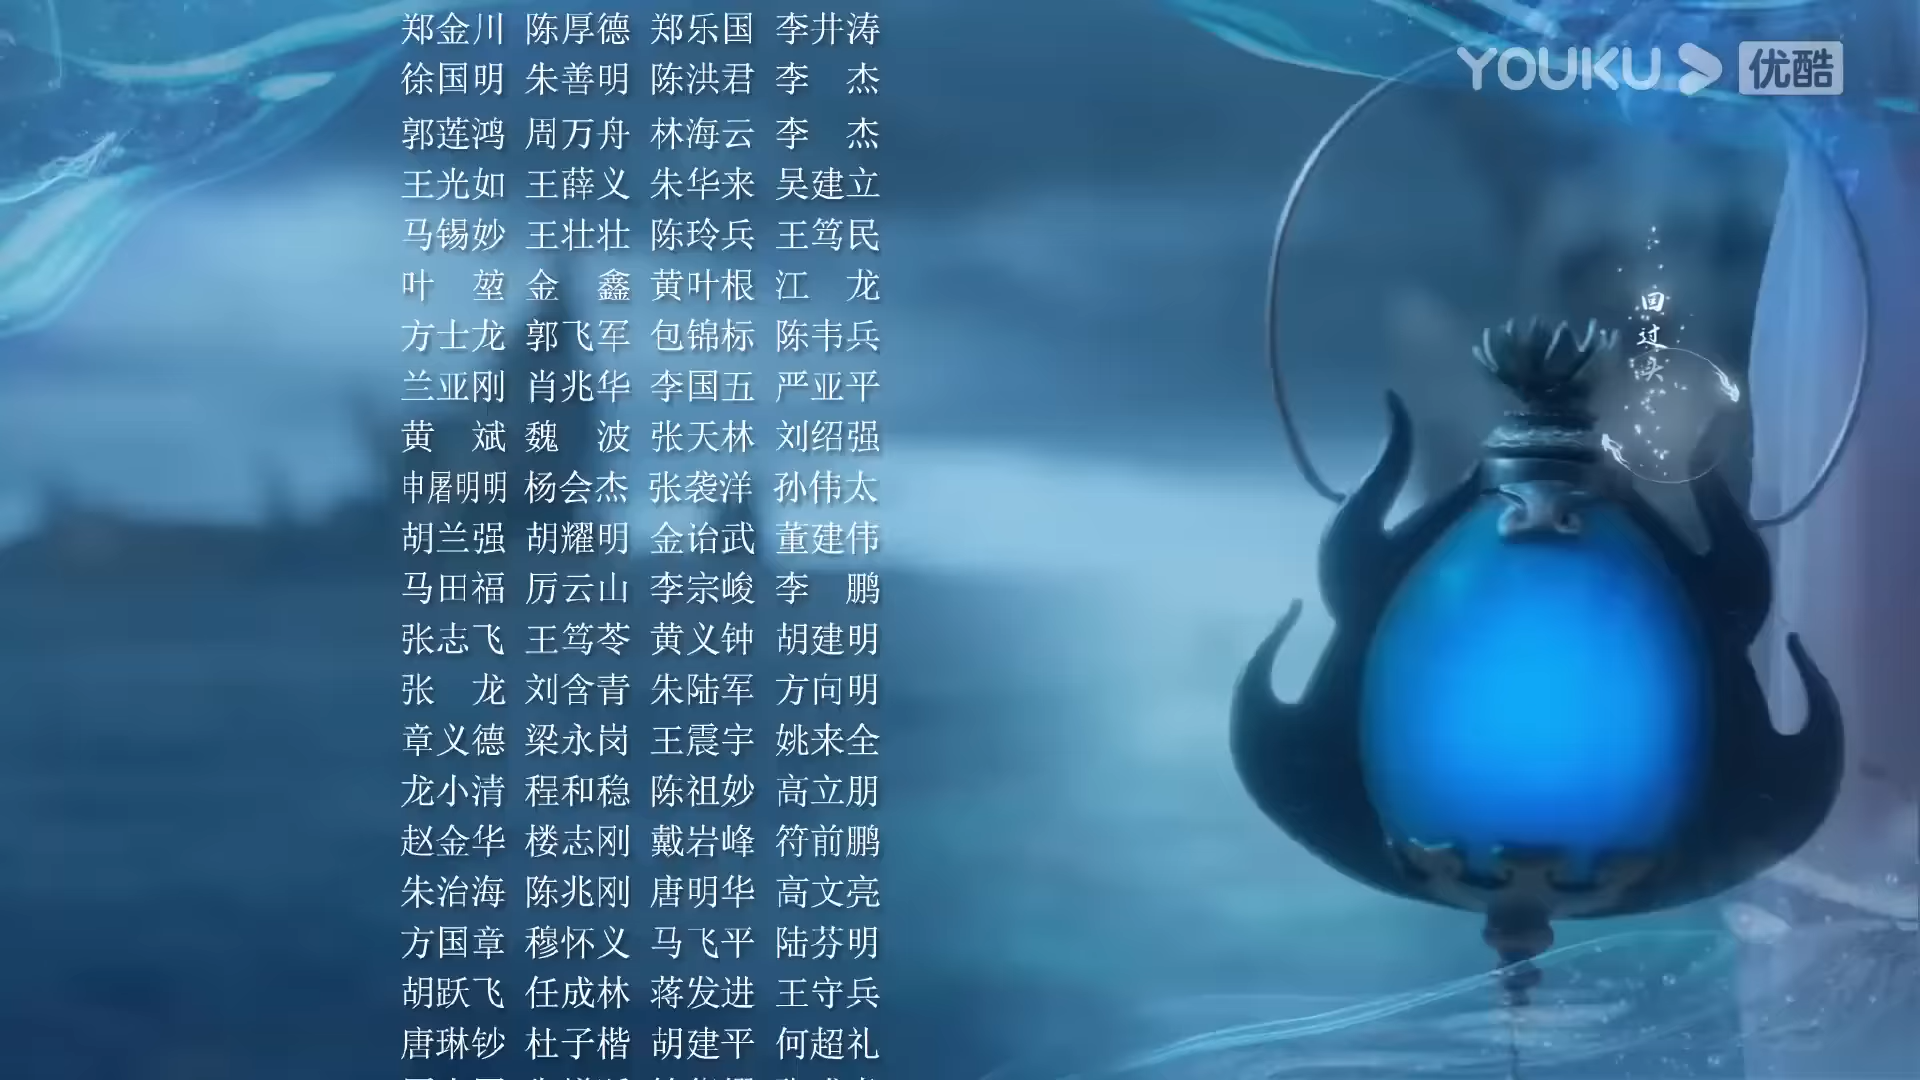 郑金川 陈厚德 郑乐国 李井涛
徐国明 朱善明 陈洪君 李　杰
郭莲鸿 周万舟 林海云 李　杰
王光如 王薛义 朱华来 吴建立
马锡妙 王壮壮 陈玲兵 王笃民
叶　堃 金　鑫 黄叶根 江　龙
方士龙 郭飞军 包锦标 陈韦兵
兰亚刚 肖兆华 李国五 严亚平
黄　斌 魏　波 张天林 刘绍强
申屠明明 杨会杰 张袭洋 孙伟太
胡兰强 胡耀明 金诒武 董建伟
马田福 厉云山 李宗峻 李　鹏
张志飞 王笃苓 黄义钟 胡建明
张　龙 刘含青 朱陆军 方向明
章义德 梁永岗 王震宇 姚来全
龙小清 程和稳 陈祖妙 高立朋
赵金华 楼志刚 戴岩峰 符前鹏
朱治海 陈兆刚 唐明华 高文亮
方国章 穆怀义 马飞平 陆芬明
胡跃飞 任成林 蒋发进 王守兵
唐琳钞 杜子楷 胡建平 何超礼
YOUKU 优酷
回过头